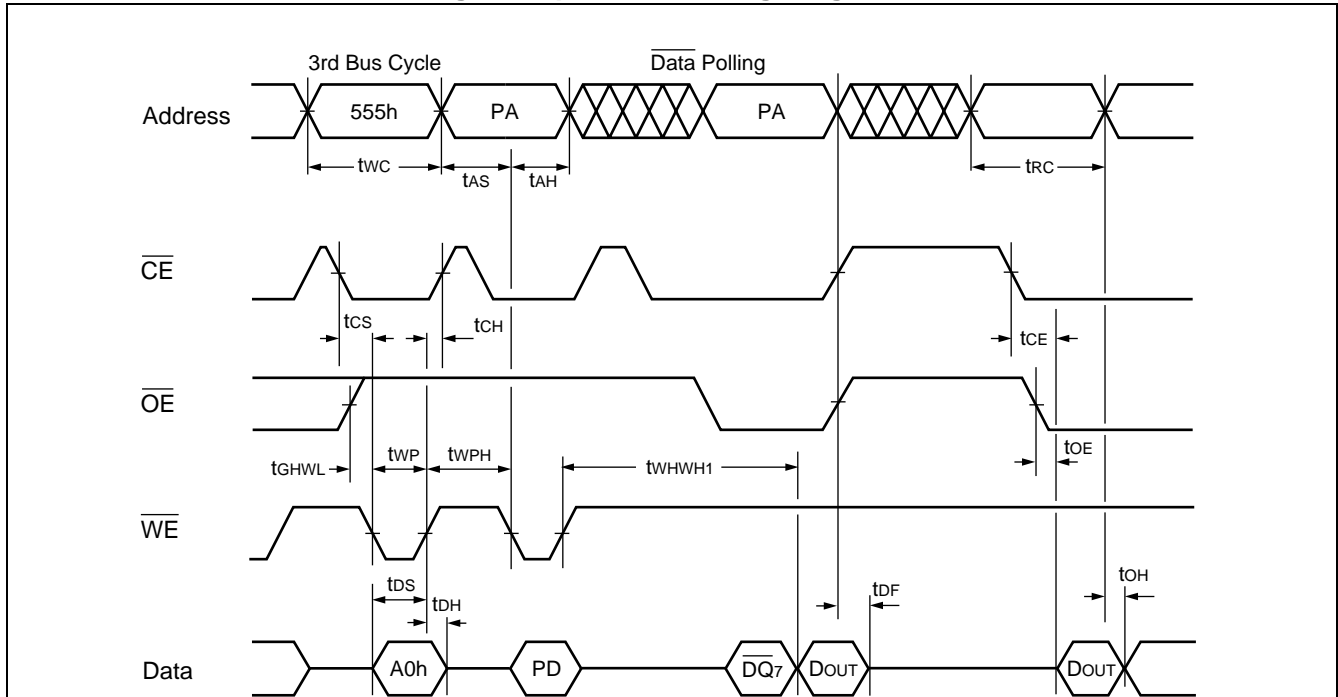 3rd Bus Cycle
Data Polling
Address
555h
PA
PA
tWC
tAS
tAH
tRC
CE
tCS
tCH
tCE
OE
tGHWL
tWP
tWPH
tWHWH1
tOE
WE
tDS
tDH
tDF
tOH
Data
A0h
PD
DQ7
DOUT
DOUT